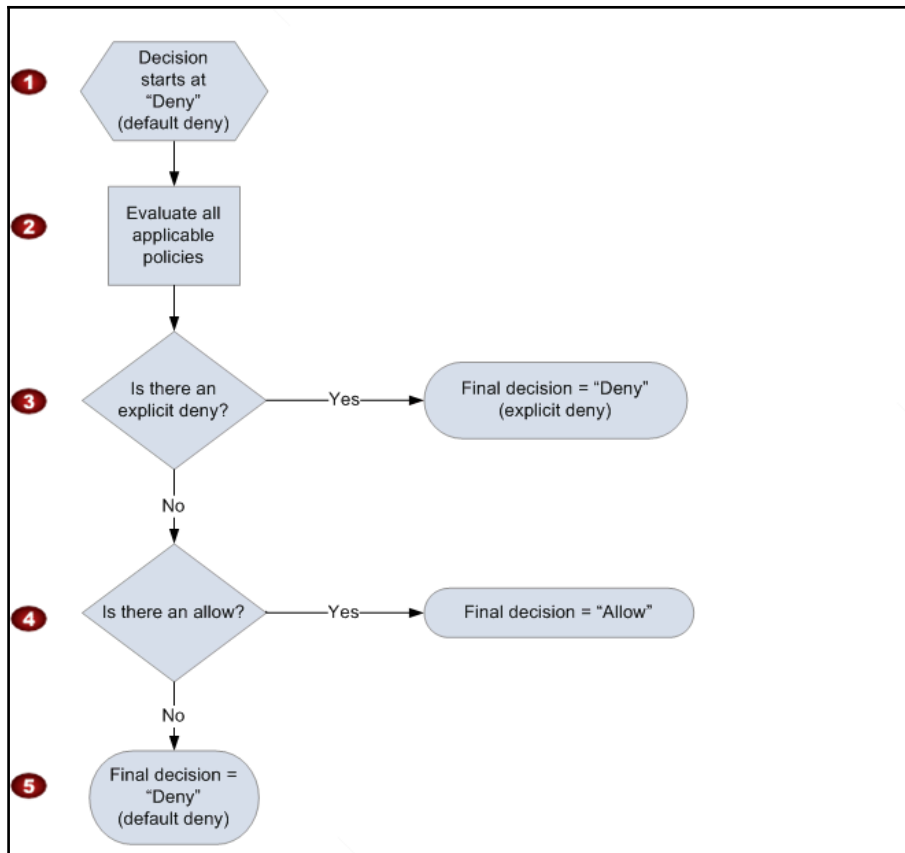 1
Decision
starts at
“Deny”
(default deny)
2
Evaluate all
applicable
policies
3
Is there an
explicit deny?
Yes
Final decision = “Deny”
(explicit deny)
No
4
Is there an allow?
Yes
Final decision = “Allow”
No
5
Final decision =
“Deny”
(default deny)